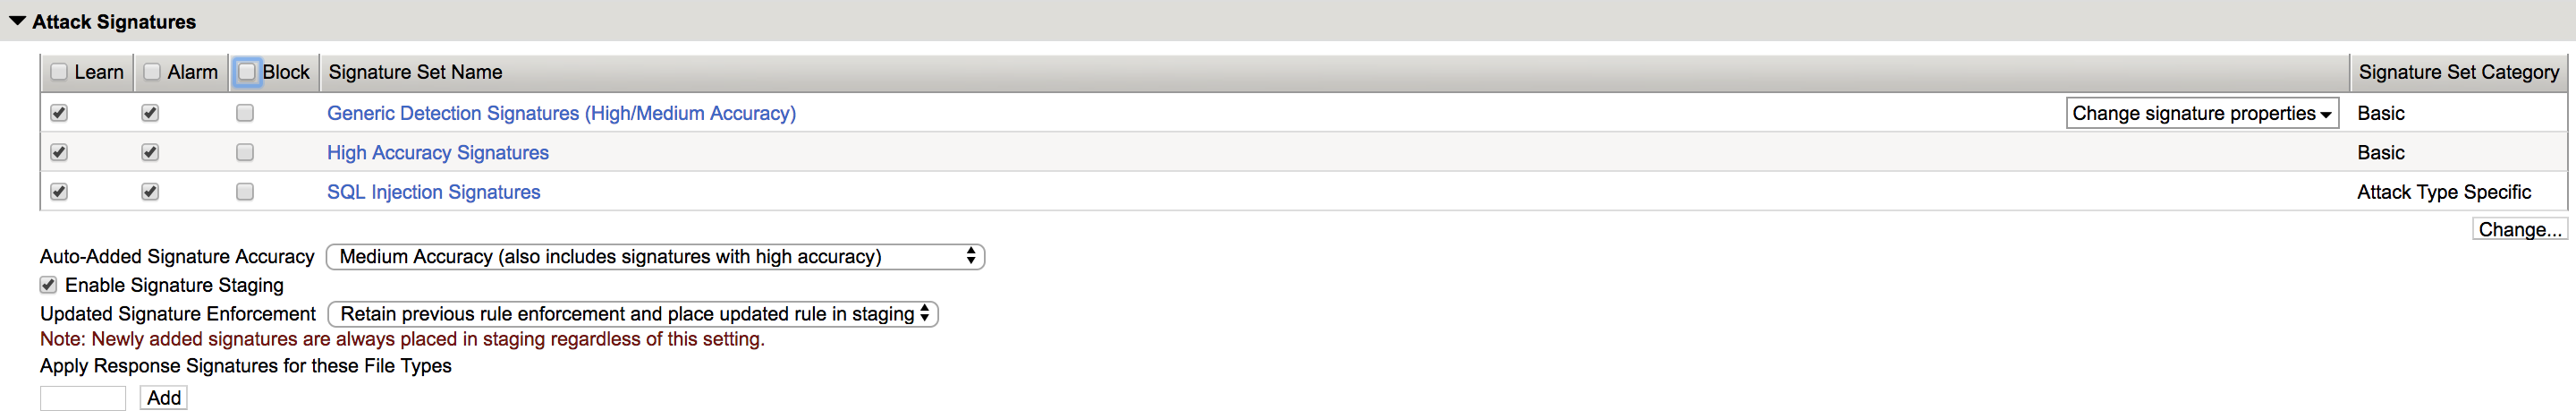 Attack Signatures
Learn Alarm Block Signature Set Name Signature Set Category
Generic Detection Signatures (High/Medium Accuracy) Change signature properties Basic
High Accuracy Signatures Basic
SQL Injection Signatures Attack Type Specific
Change...
Auto-Added Signature Accuracy Medium Accuracy (also includes signatures with high accuracy)
Enable Signature Staging
Updated Signature Enforcement Retain previous rule enforcement and place updated rule in staging
Note: Newly added signatures are always placed in staging regardless of this setting.
Apply Response Signatures for these File Types
Add